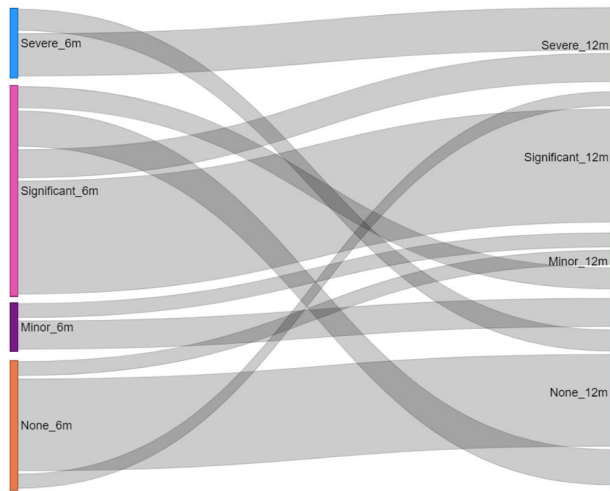 Severe_6m
Severe_12m
Significant_12m
Significant_6m
Minor_12m
Minor_6m
None_12m
None_6m